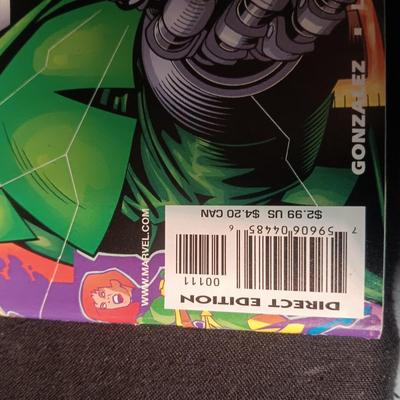 GONZALEZ ▪ L
WWW.MARVEL.COM
DIRECT EDITION
00111
7 59606 04485 6
$2.99 US $4.20 CAN